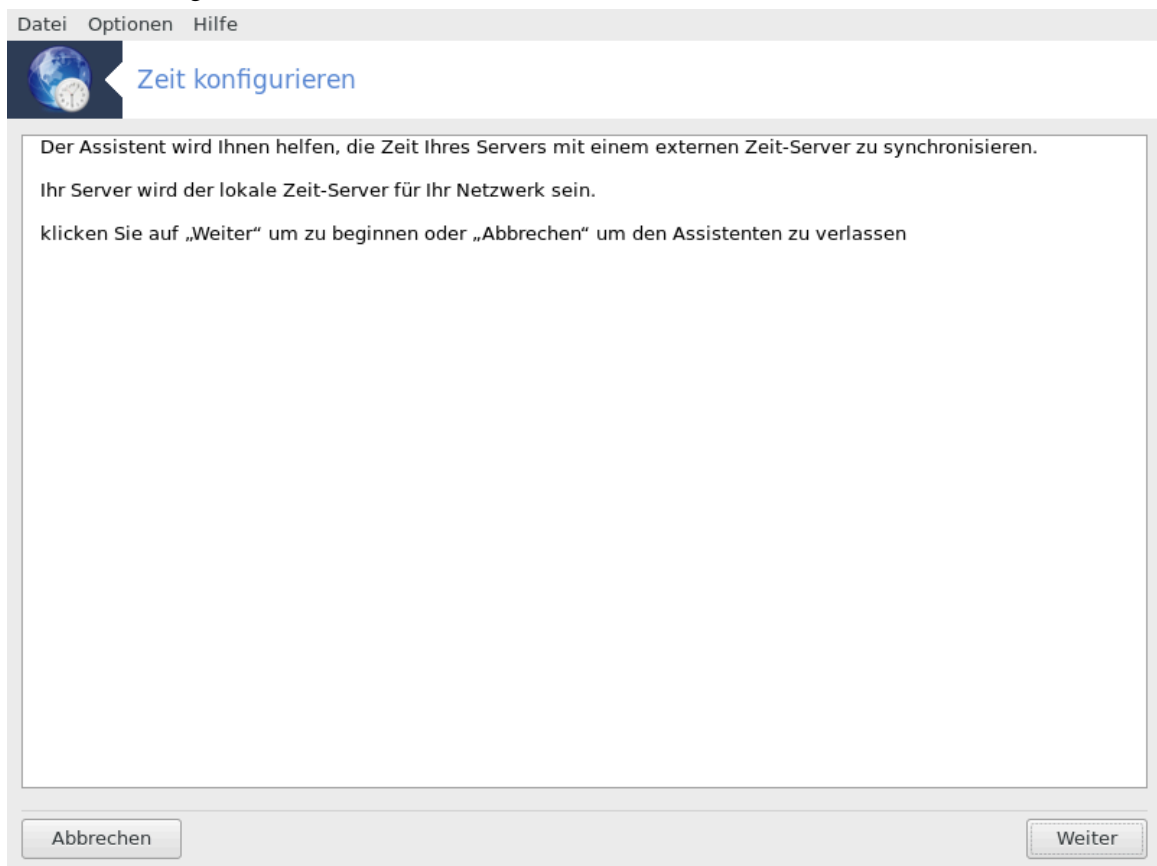 Datei Optionen Hilfe
Zeit konfigurieren
Der Assistent wird Ihnen helfen, die Zeit Ihres Servers mit einem externen Zeit-Server zu synchronisieren.
Ihr Server wird der lokale Zeit-Server für Ihr Netzwerk sein.
klicken Sie auf „Weiter“ um zu beginnen oder „Abbrechen“ um den Assistenten zu verlassen
Abbrechen Weiter